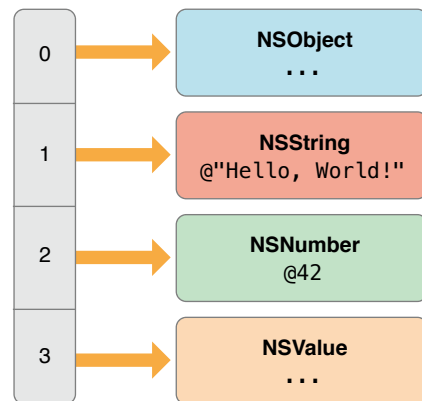 0
NSObject
...
1
NSString
@"Hello, World!"
2
NSNumber
@42
3
NSValue
...